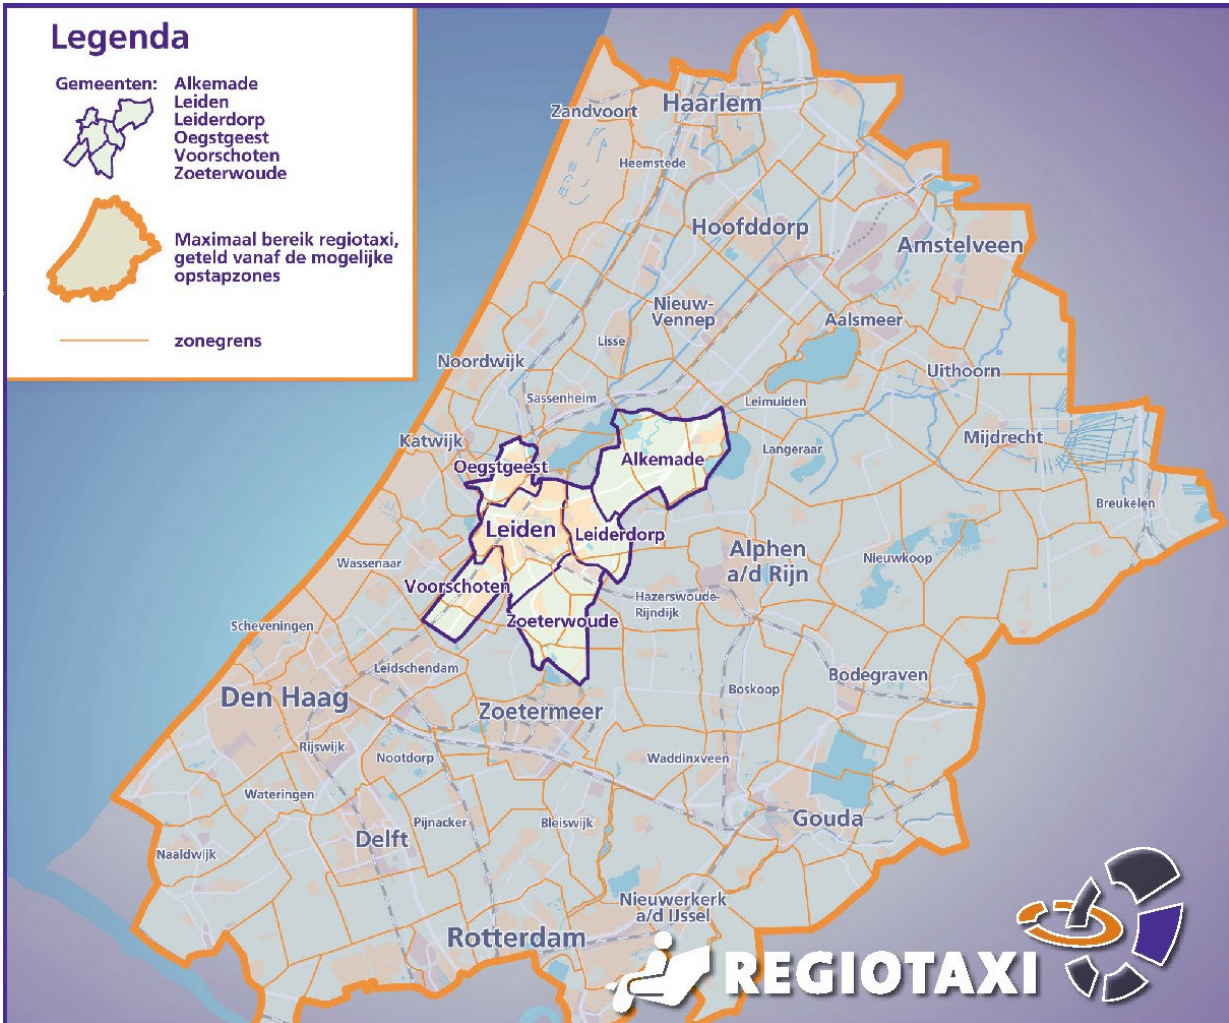 Legenda
Gemeenten: Alkemade
Leiden
Leiderdorp
Oegstgeest
Voorschoten
Zoeterwoude
Maximaal bereik regiotaxi,
geteld vanaf de mogelijke
opstapzones
zonegrens
Zandvoort
Haarlem
Heemstede
Hoofddorp
Amstelveen
Nieuw-
Vennep
Aalsmeer
Lisse
Noordwijk
Uithoorn
Sassenheim
Leimuiden
Katwijk
Mijdrecht
Langeraar
Oegstgeest
Alkemade
Breukelen
Leiden
Leiderdorp
Alphen
a/d Rijn
Nieuwkoop
Wassenaar
Voorschoten
Hazerswoude-
Rijndijk
Zoeterwoude
Scheveningen
Leidschendam
Bodegraven
Boskoop
Den Haag
Zoetermeer
Rijswijk
Nootdorp
Waddinxveen
Wateringen
Pijnacker
Bleiswijk
Gouda
Delft
Naaldwijk
Nieuwerkerk
a/d IJssel
Rotterdam
REGIOTAXI